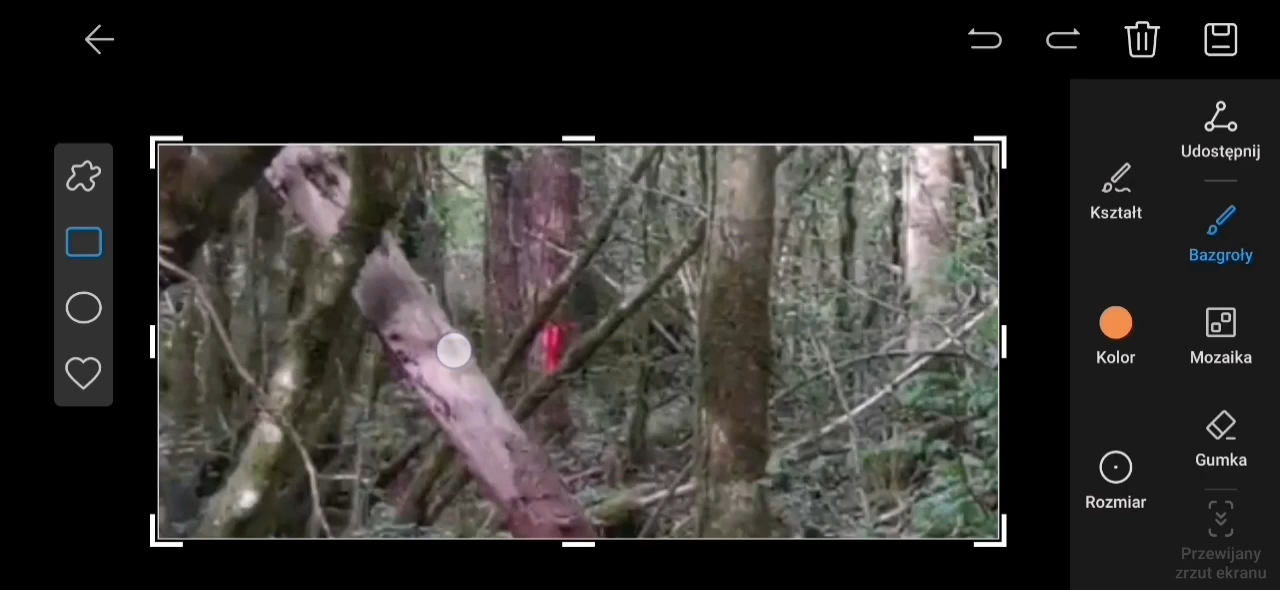 Udostępnij
Kształt
Bazgroły
Kolor
Mozaika
Gumka
Rozmiar
Przewijany
zrzut ekranu